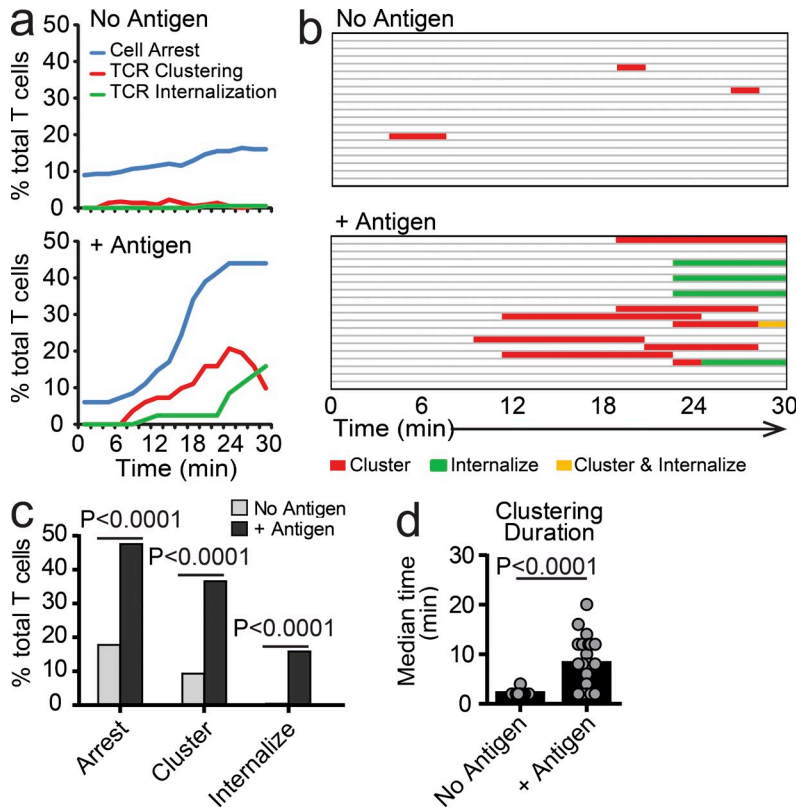 a
No Antigen
Cell Arrest
TCR Clustering
TCR Internalization
% total T cells
50
40
30
20
10
0
+ Antigen
% total T cells
50
40
30
20
10
0
0 6 12 18 24 30
Time (min)
b
No Antigen
+ Antigen
0 6 12 18 24 30
Time (min)
Cluster Internalize Cluster & Internalize
c
No Antigen
+ Antigen
% total T cells
50
40
30
20
10
0
P<0.0001
P<0.0001
P<0.0001
Arrest
Cluster
Internalize
d
Clustering
Duration
Median time
(min)
30
20
10
0
P<0.0001
No Antigen
+ Antigen